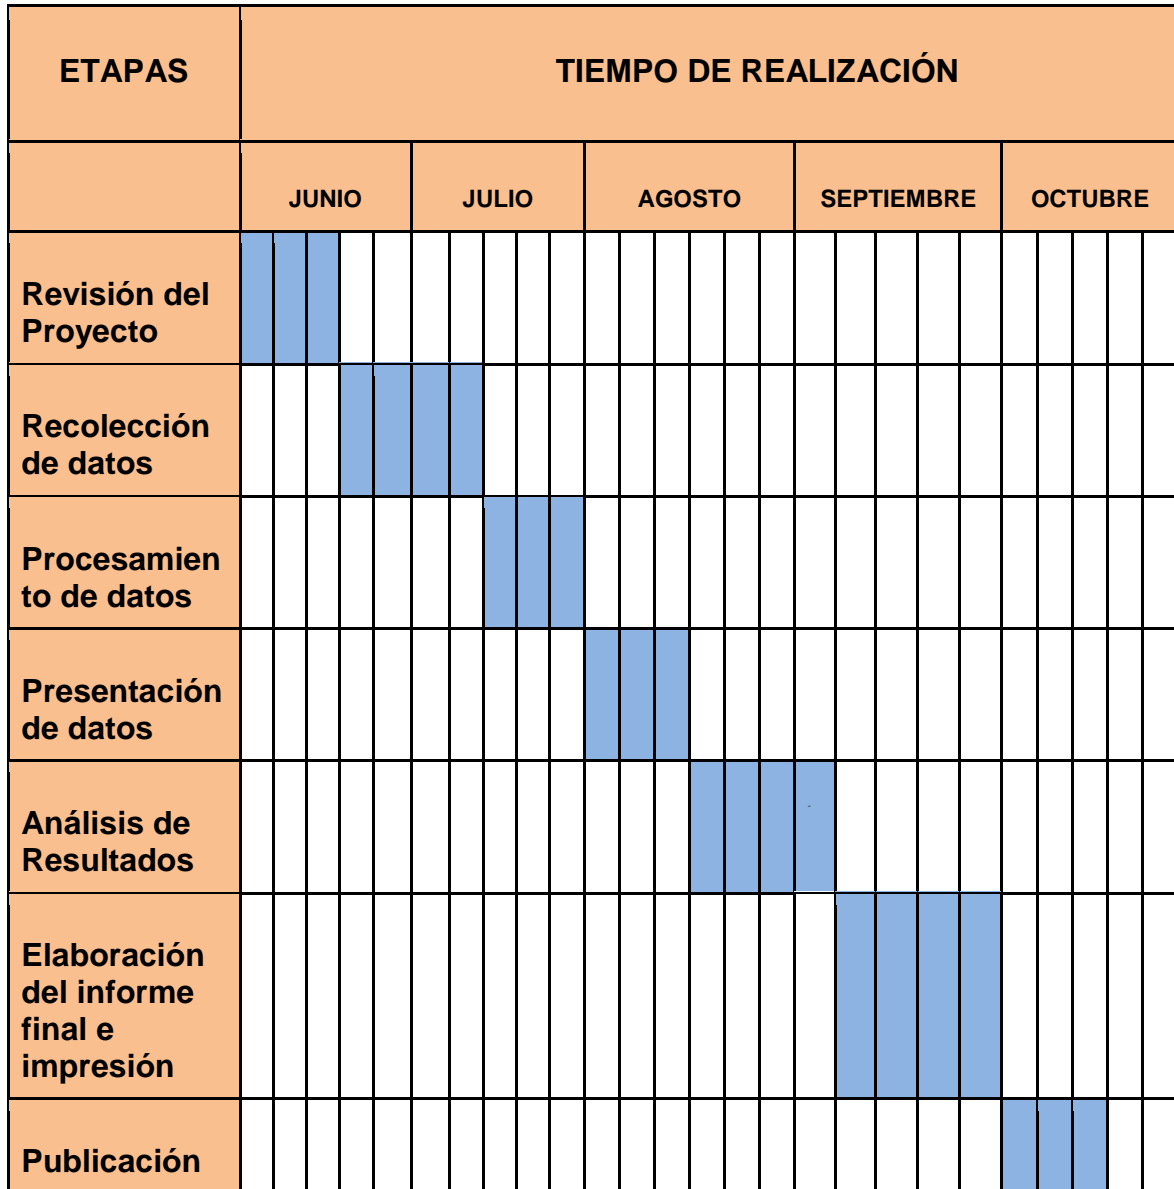 ETAPAS
TIEMPO DE REALIZACIÓN
JUNIO
JULIO
AGOSTO
SEPTIEMBRE
OCTUBRE
Revisión del
Proyecto
Recolección
de datos
Procesamien
to de datos
Presentación
de datos
Análisis de
Resultados
Elaboración
del informe
final e
impresión
Publicación